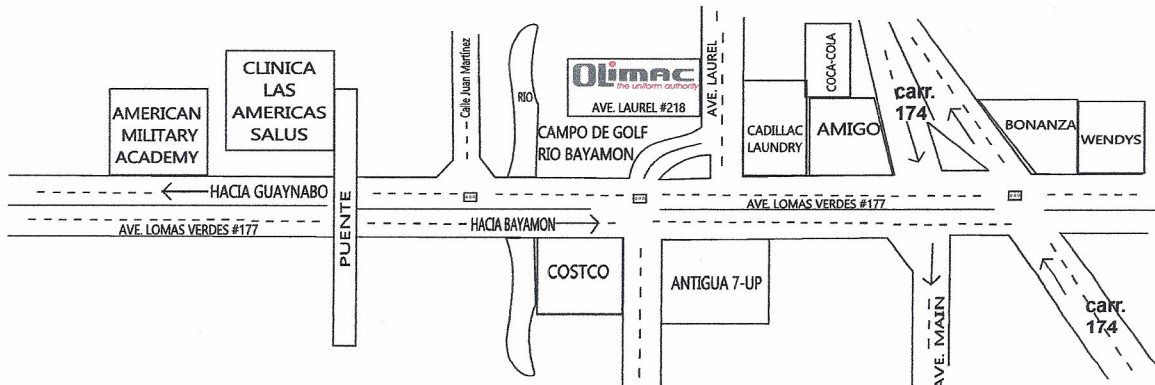 AMERICAN
MILITARY
ACADEMY
CLINICA
LAS
AMERICAS
SALUS
PUENTE
Calle Juan Martínez
RIO
OLimac
the uniform authority
AVE. LAUREL #218
CAMPO DE GOLF
RIO BAYAMON
AVE. LAUREL
CADILLAC
LAUNDRY
COCA-COLA
AMIGO
carr.
174
BONANZA
WENDYS
HACIA GUAYNABO
AVE. LOMAS VERDES #177
AVE. LOMAS VERDES #177
HACIA BAYAMON
COSTCO
ANTIGUA 7-UP
AVE. MAIN
carr.
174